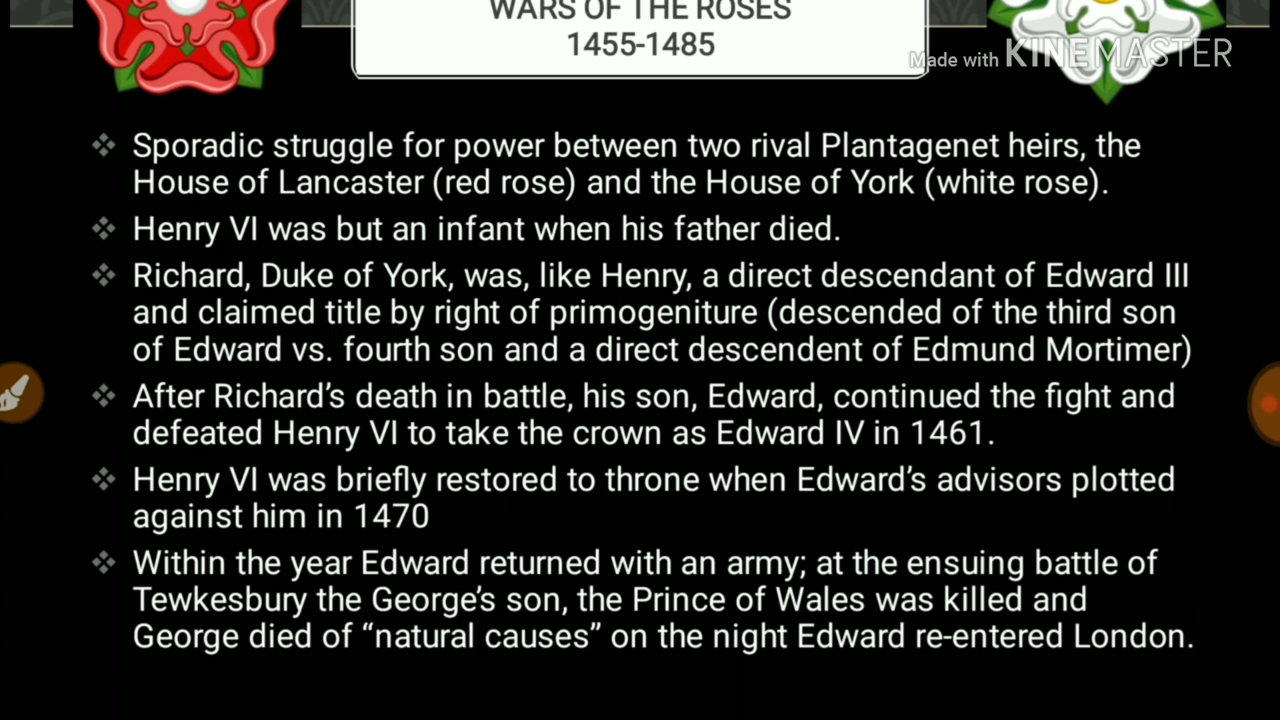 WARS OF THE ROSES
1455-1485
Made with KINEMASTER
Sporadic struggle for power between two rival Plantagenet heirs, the
House of Lancaster (red rose) and the House of York (white rose).
Henry VI was but an infant when his father died.
Richard, Duke of York, was, like Henry, a direct descendant of Edward III
and claimed title by right of primogeniture (descended of the third son
of Edward vs. fourth son and a direct descendent of Edmund Mortimer)
After Richard’s death in battle, his son, Edward, continued the fight and
defeated Henry VI to take the crown as Edward IV in 1461.
Henry VI was briefly restored to throne when Edward’s advisors plotted
against him in 1470
Within the year Edward returned with an army; at the ensuing battle of
Tewkesbury the George’s son, the Prince of Wales was killed and
George died of “natural causes” on the night Edward re-entered London.